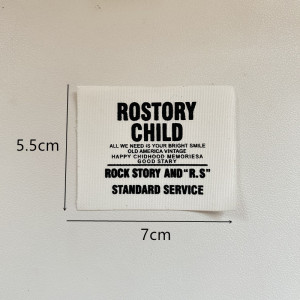 ROSTORY
CHILD
ALL WE NEED IS YOUR BRIGHT SMILE
OLD AMERICA VINTAGE
HAPPY CHIDHOOD MEMORIESA
GOOD STARY
ROCK STORY AND "R.S"
STANDARD SERVICE
5.5cm
7cm